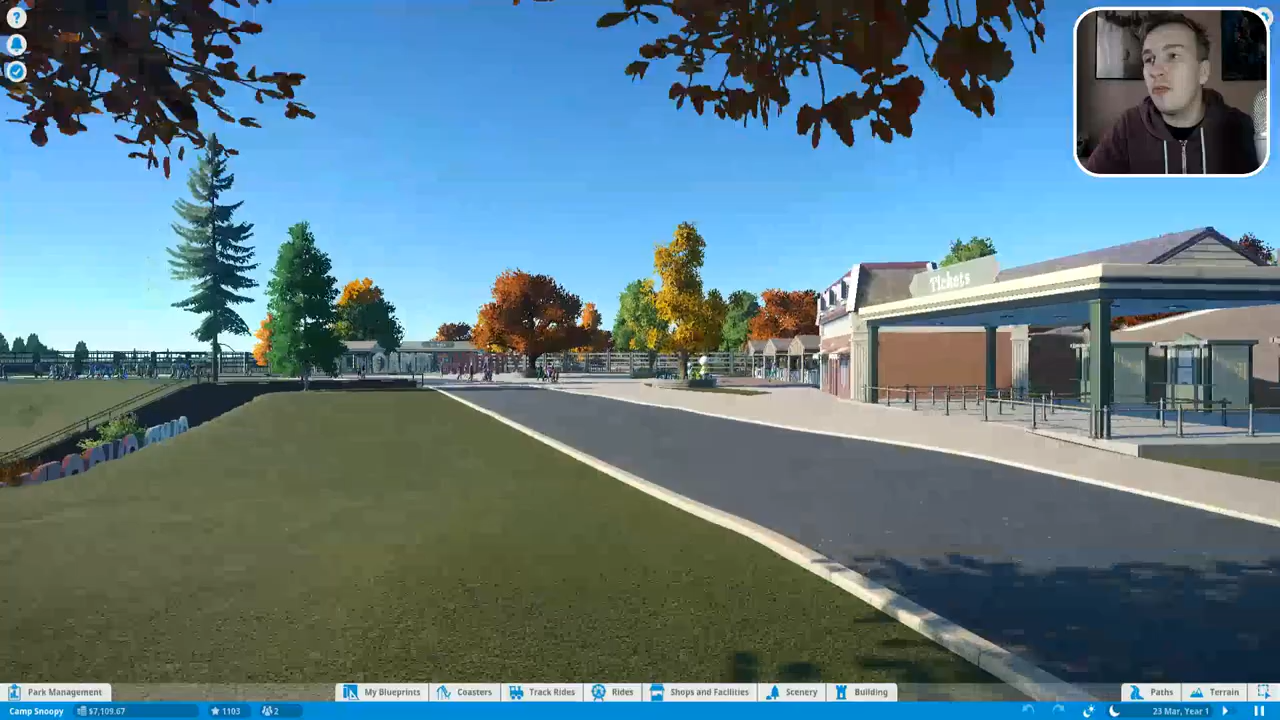 Tickets
Park Management
My Blueprints
Coasters
Track Rides
Rides
Shops and Facilities
Scenery
Building
Paths
Terrain
Camp Snoopy
$7,109.67
1103
2
23 Mar, Year 1